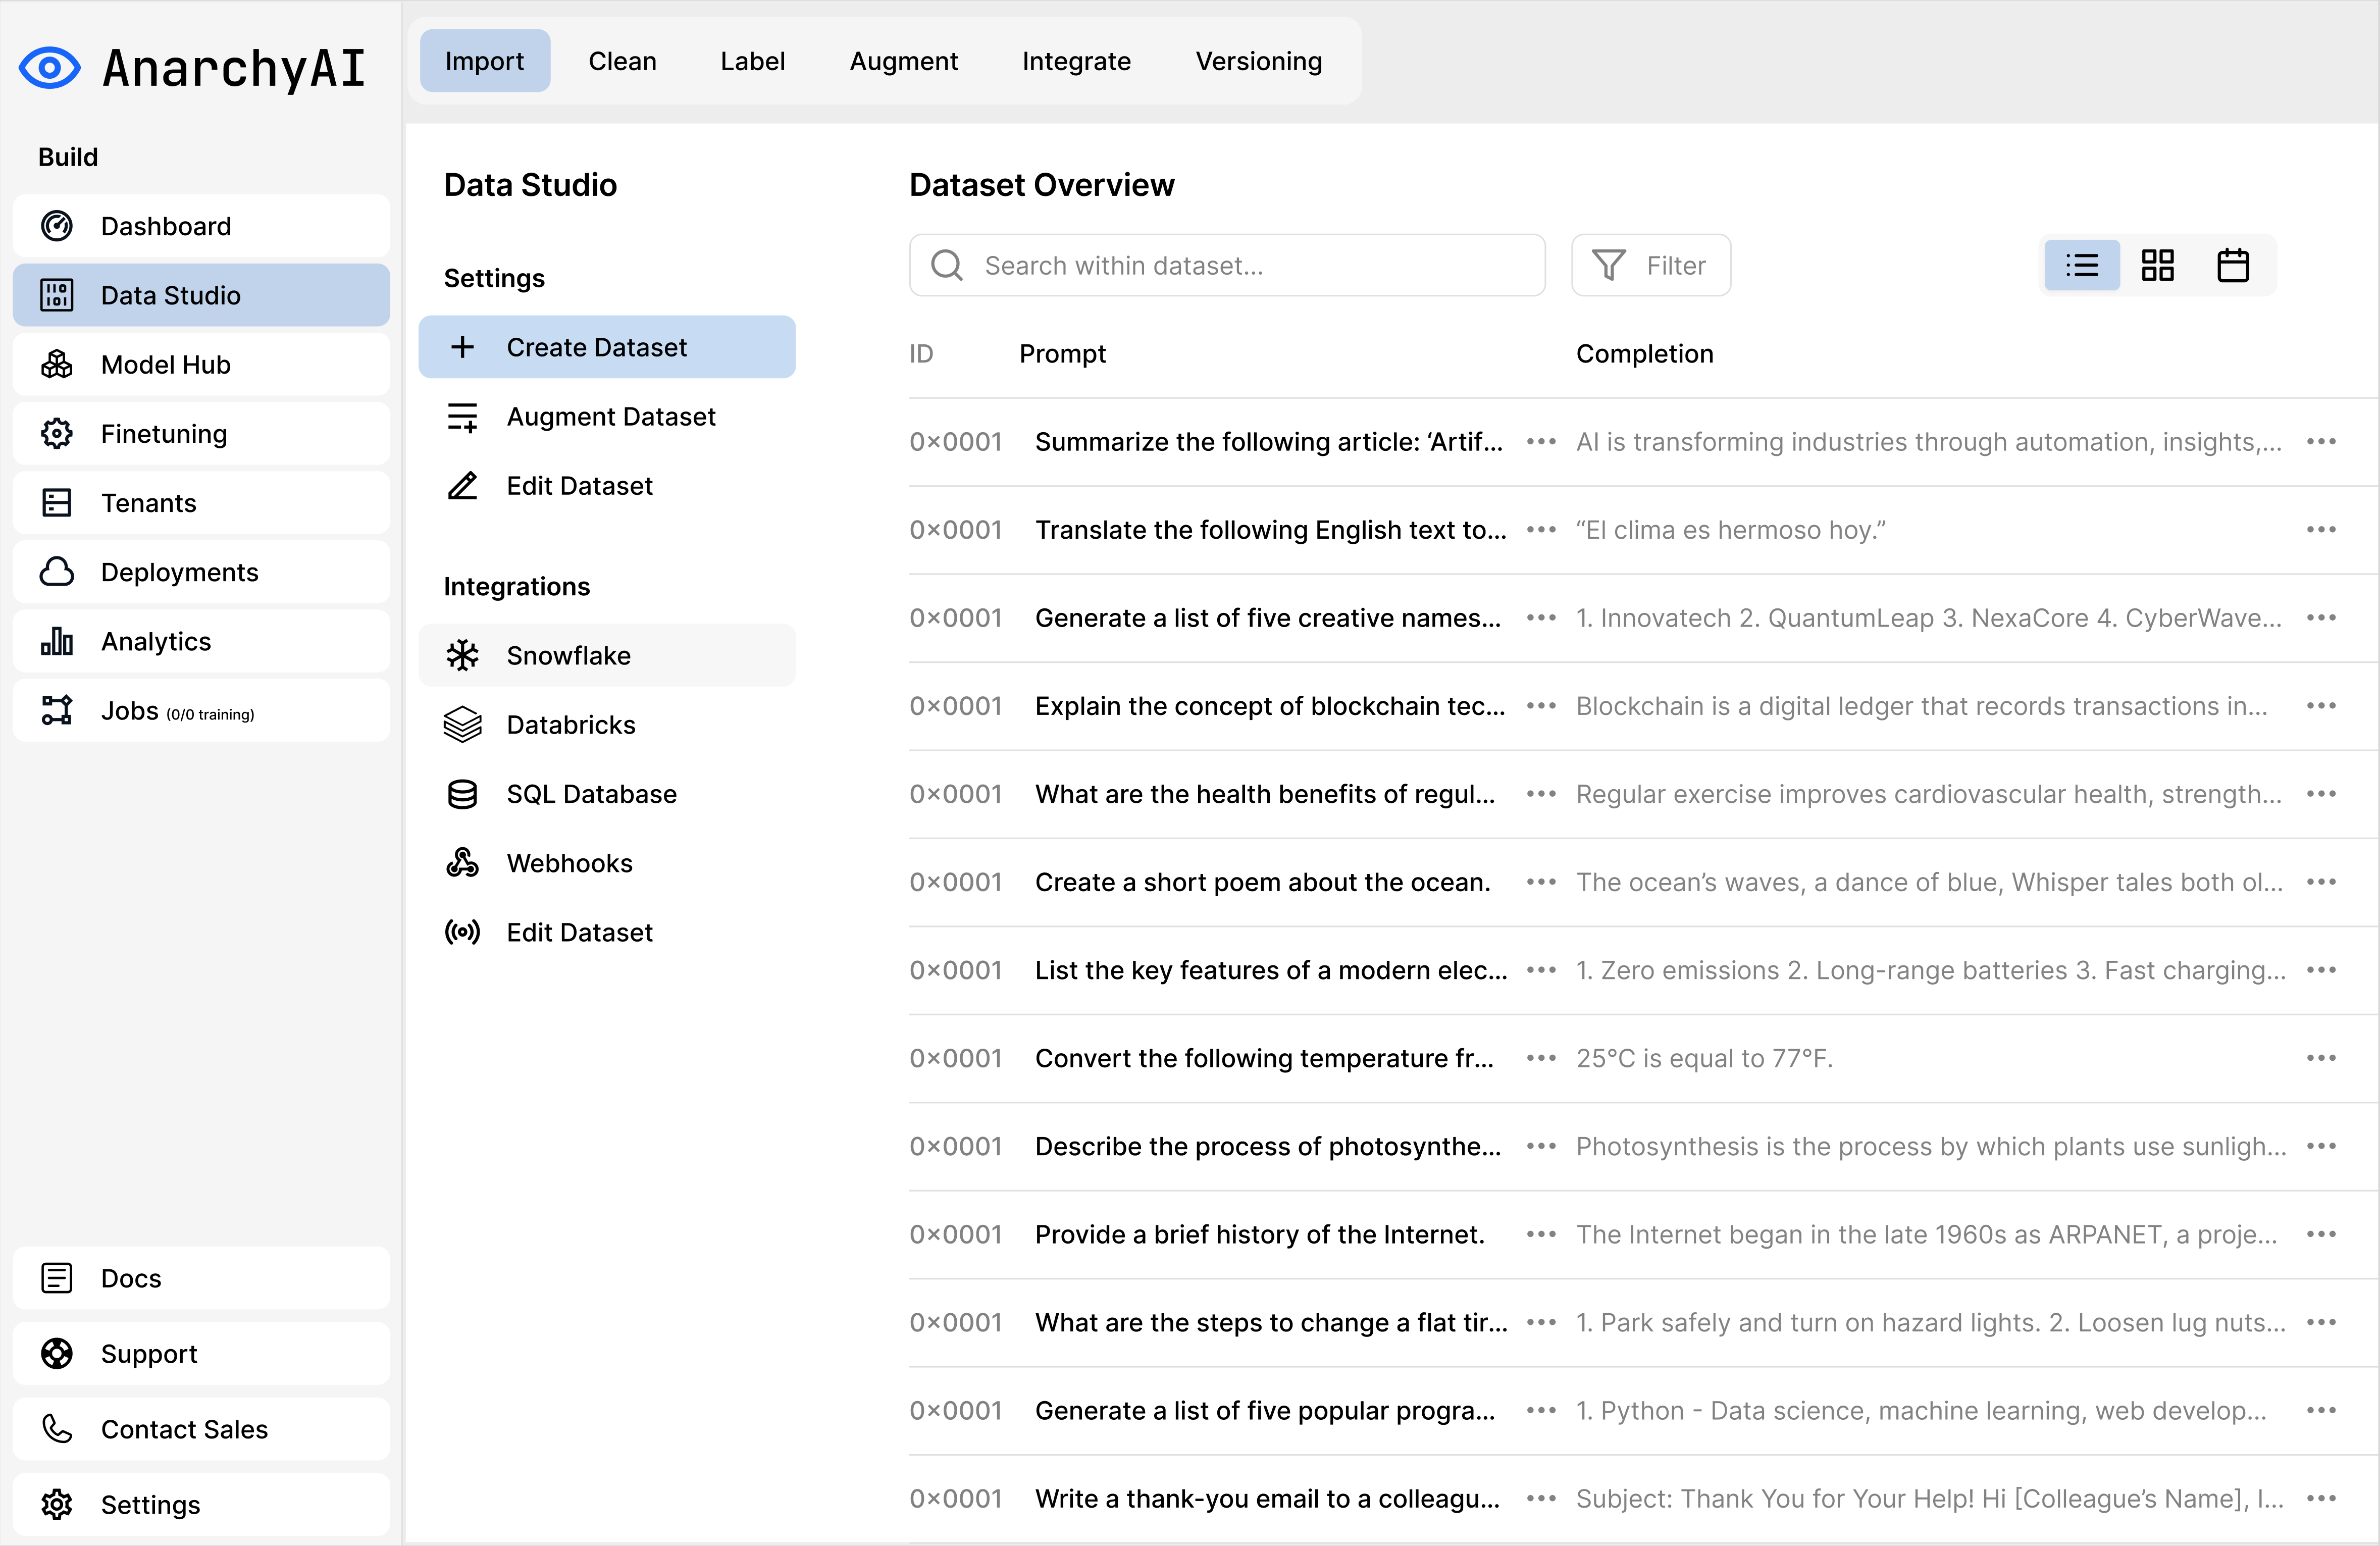 AnarchyAI
Build
Dashboard
Data Studio
Model Hub
Finetuning
Tenants
Deployments
Analytics
Jobs (0/0 training)
Docs
Support
Contact Sales
Settings
Import Clean Label Augment Integrate Versioning
Data Studio
Settings
Create Dataset
Augment Dataset
Edit Dataset
Integrations
Snowflake
Databricks
SQL Database
Webhooks
Edit Dataset
Dataset Overview
Search within dataset...
Filter
ID Prompt Completion
0×0001 Summarize the following article: ‘Artif... AI is transforming industries through automation, insights,...
0×0001 Translate the following English text to... “El clima es hermoso hoy.”
0×0001 Generate a list of five creative names... 1. Innovatech 2. QuantumLeap 3. NexaCore 4. CyberWave...
0×0001 Explain the concept of blockchain tec... Blockchain is a digital ledger that records transactions in...
0×0001 What are the health benefits of regul... Regular exercise improves cardiovascular health, strength...
0×0001 Create a short poem about the ocean. The ocean’s waves, a dance of blue, Whisper tales both ol...
0×0001 List the key features of a modern elec... 1. Zero emissions 2. Long-range batteries 3. Fast charging...
0×0001 Convert the following temperature fr... 25°C is equal to 77°F.
0×0001 Describe the process of photosynthe... Photosynthesis is the process by which plants use sunligh...
0×0001 Provide a brief history of the Internet. The Internet began in the late 1960s as ARPANET, a proje...
0×0001 What are the steps to change a flat tir... 1. Park safely and turn on hazard lights. 2. Loosen lug nuts...
0×0001 Generate a list of five popular progra... 1. Python - Data science, machine learning, web develop...
0×0001 Write a thank-you email to a colleagu... Subject: Thank You for Your Help! Hi [Colleague’s Name], I...